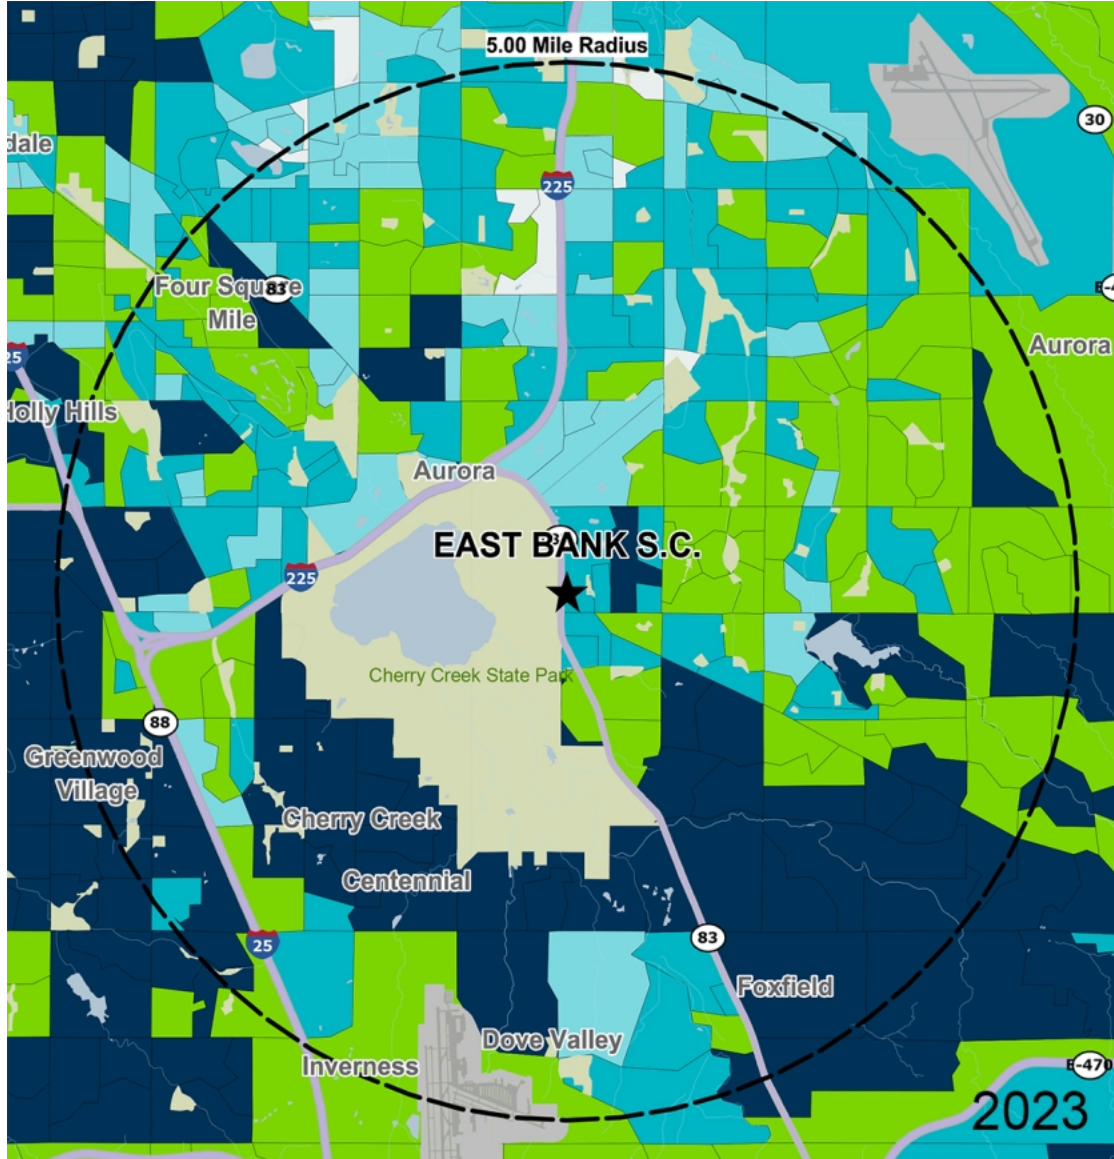 5.00 Mile Radius
30
dale
225
Four Square
Mile
83
E-4
25
Aurora
Holly Hills
Aurora
EAST BANK S.C.
225
Cherry Creek State Park
88
Greenwood
Village
Cherry Creek
Centennial
25
83
Foxfield
Dove Valley
Inverness
E-470
2023